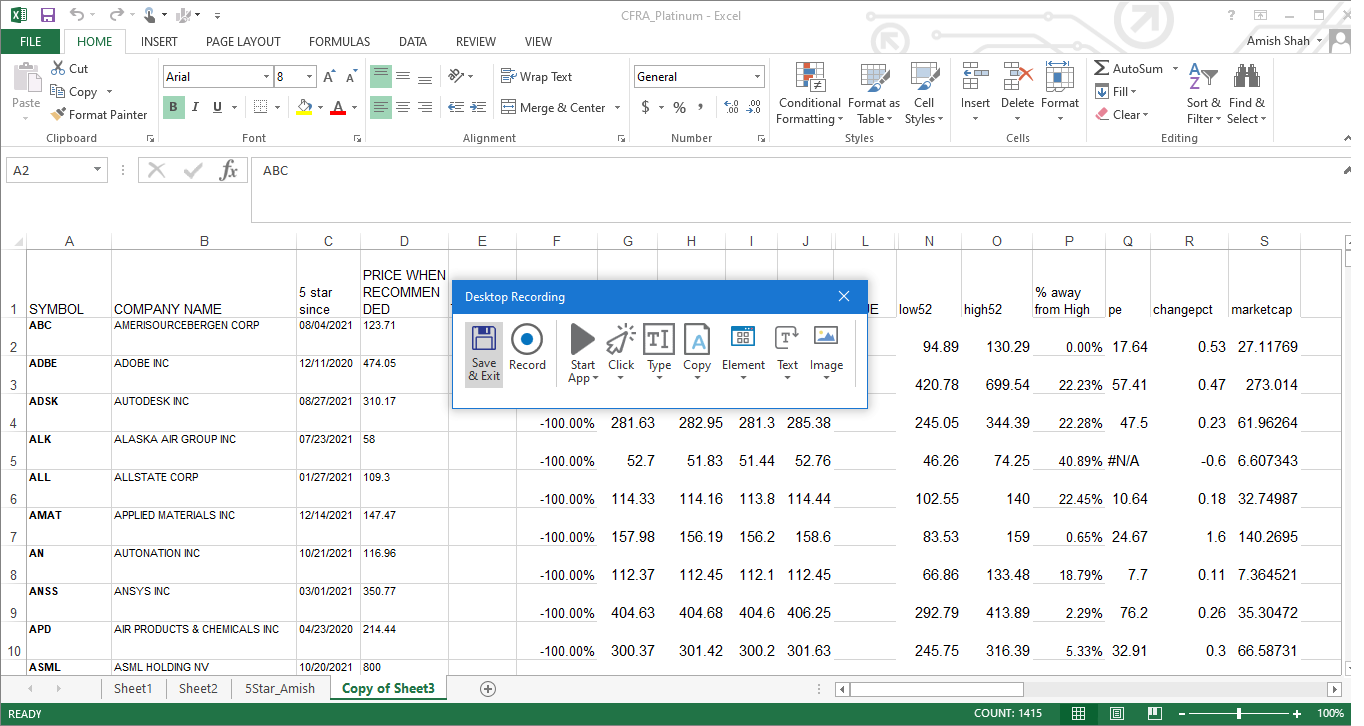 CFRA_Platinum - Excel
?
FILE HOME INSERT PAGE LAYOUT FORMULAS DATA REVIEW VIEW Amish Shah
Paste
Cut
Copy
Format Painter
Clipboard
Arial 8
B I U
Font
Wrap Text
Merge & Center
Alignment
General
$ % ,
Number
Conditional Formatting
Format as Table
Cell Styles
Styles
Insert Delete Format
Cells
AutoSum
Fill
Clear
Sort & Filter
Find & Select
Editing
A2 fx ABC
A B C D E F G H I J L N O P Q R S
1 SYMBOL COMPANY NAME 5 star since PRICE WHEN RECOMMENDED low52 high52 % away from High pe changepct marketcap
2 ABC AMERISOURCEBERGEN CORP 08/04/2021 123.71 94.89 130.29 0.00% 17.64 0.53 27.11769
3 ADBE ADOBE INC 12/11/2020 474.05 420.78 699.54 22.23% 57.41 0.47 273.014
4 ADSK AUTODESK INC 08/27/2021 310.17 -100.00% 281.63 282.95 281.3 285.38 245.05 344.39 22.28% 47.5 0.23 61.96264
5 ALK ALASKA AIR GROUP INC 07/23/2021 58 -100.00% 52.7 51.83 51.44 52.76 46.26 74.25 40.89% #N/A -0.6 6.607343
6 ALL ALLSTATE CORP 01/27/2021 109.3 -100.00% 114.33 114.16 113.8 114.44 102.55 140 22.45% 10.64 0.18 32.74987
7 AMAT APPLIED MATERIALS INC 12/14/2021 147.47 -100.00% 157.98 156.19 156.2 158.6 83.53 159 0.65% 24.67 1.6 140.2695
8 AN AUTONATION INC 10/21/2021 116.96 -100.00% 112.37 112.45 112.1 112.45 66.86 133.48 18.79% 7.7 0.11 7.364521
9 ANSS ANSYS INC 03/01/2021 350.77 -100.00% 404.63 404.68 404.6 406.25 292.79 413.89 2.29% 76.2 0.26 35.30472
10 APD AIR PRODUCTS & CHEMICALS INC 04/23/2020 214.44 -100.00% 300.37 301.42 300.2 301.63 245.75 316.39 5.33% 32.91 0.3 66.58731
ASML ASML HOLDING NV 10/20/2021 800
Desktop Recording
Save & Exit Record Start App Click Type Copy Element Text Image
Sheet1 Sheet2 5Star_Amish Copy of Sheet3
READY COUNT: 1415 100%